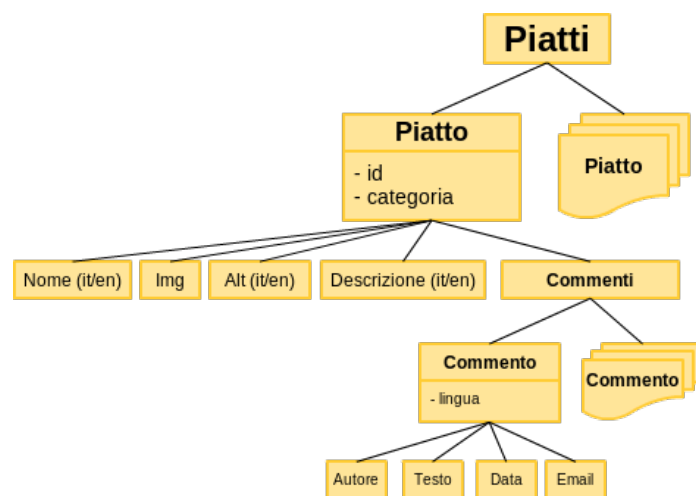 Piatti
Piatto
- id
- categoria
Piatto
Nome (it/en)
Img
Alt (it/en)
Descrizione (it/en)
Commenti
Commento
- lingua
Commento
Autore
Testo
Data
Email